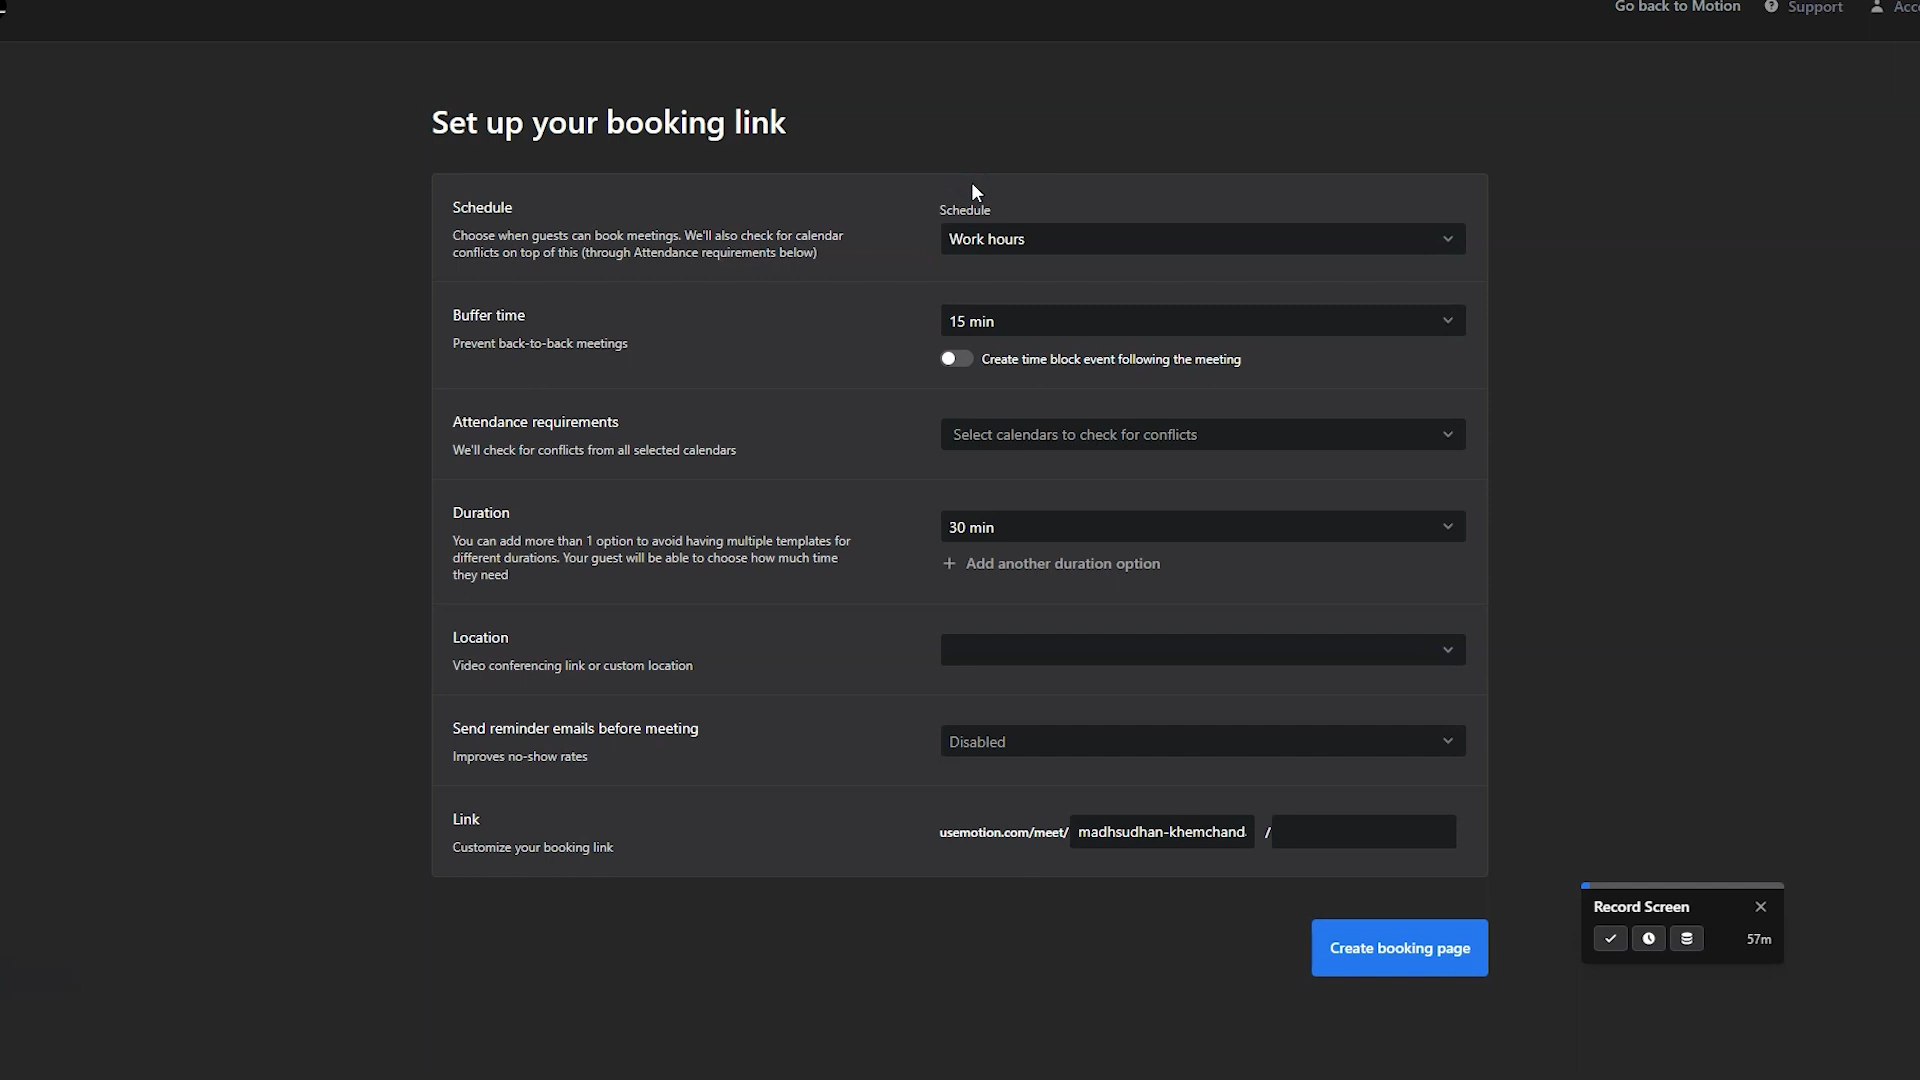 Go back to Motion
Support
Set up your booking link
Schedule
Choose when guests can book meetings. We'll also check for calendar
conflicts on top of this (through Attendance requirements below)
Schedule
Work hours
Buffer time
Prevent back-to-back meetings
15 min
Create time block event following the meeting
Attendance requirements
We'll check for conflicts from all selected calendars
Select calendars to check for conflicts
Duration
You can add more than 1 option to avoid having multiple templates for
different durations. Your guest will be able to choose how much time
they need
30 min
+ Add another duration option
Location
Video conferencing link or custom location
Send reminder emails before meeting
Improves no-show rates
Disabled
Link
Customize your booking link
usemotion.com/meet/ madhsudhan-khemchand /
Create booking page
Record Screen
57m